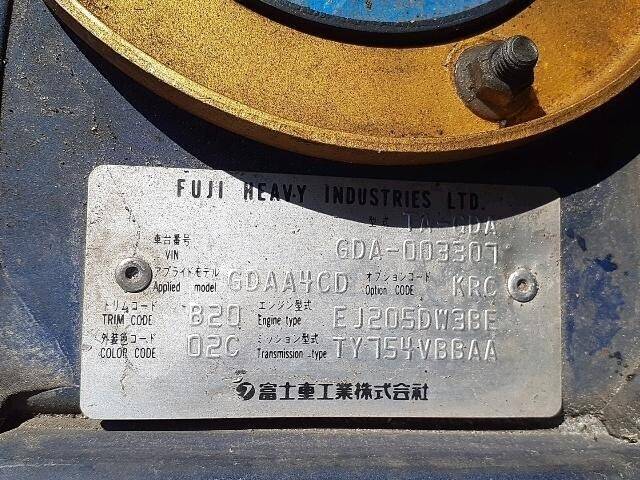 FUJI HEAVY INDUSTRIES LTD.
型式 TA-GDA
車台番号 VIN GDA-003307
アプライドモデル Applied model GDAA4CD オプションコード Option CODE KRC
トリムコード TRIM CODE B20 エンジン型式 Engine type EJ205DW3BE
外装色コード COLOR CODE 02C ミッション型式 Transmission type TY754VBBAA
富士重工業株式会社